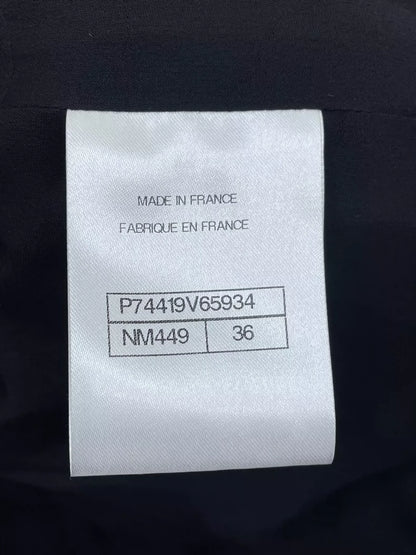 MADE IN FRANCE
FABRIQUE EN FRANCE
P74419V65934
NM449 36